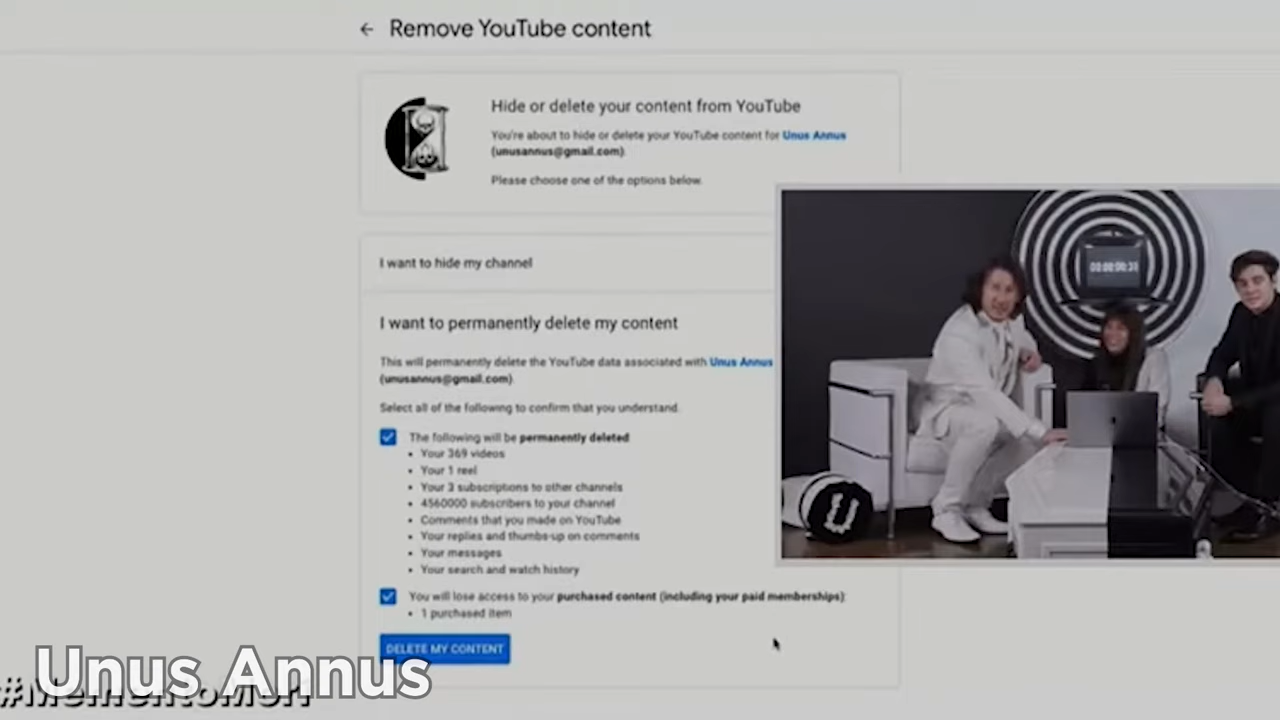 Remove YouTube content
Hide or delete your content from YouTube
You're about to hide or delete your YouTube content for Unus Annus
(unusannus@gmail.com).
Please choose one of the options below.
I want to hide my channel
I want to permanently delete my content
This will permanently delete the YouTube data associated with Unus Annus
(unusannus@gmail.com).
Select all of the following to confirm that you understand.
The following will be permanently deleted
• Your 369 videos
• Your 1 reel
• Your 3 subscriptions to other channels
• 4560000 subscribers to your channel
• Comments that you made on YouTube
• Your replies and thumbs-up on comments
• Your messages
• Your search and watch history
You will lose access to your purchased content (including your paid memberships):
• 1 purchased item
DELETE MY CONTENT
U
Unus Annus
#MementoMori